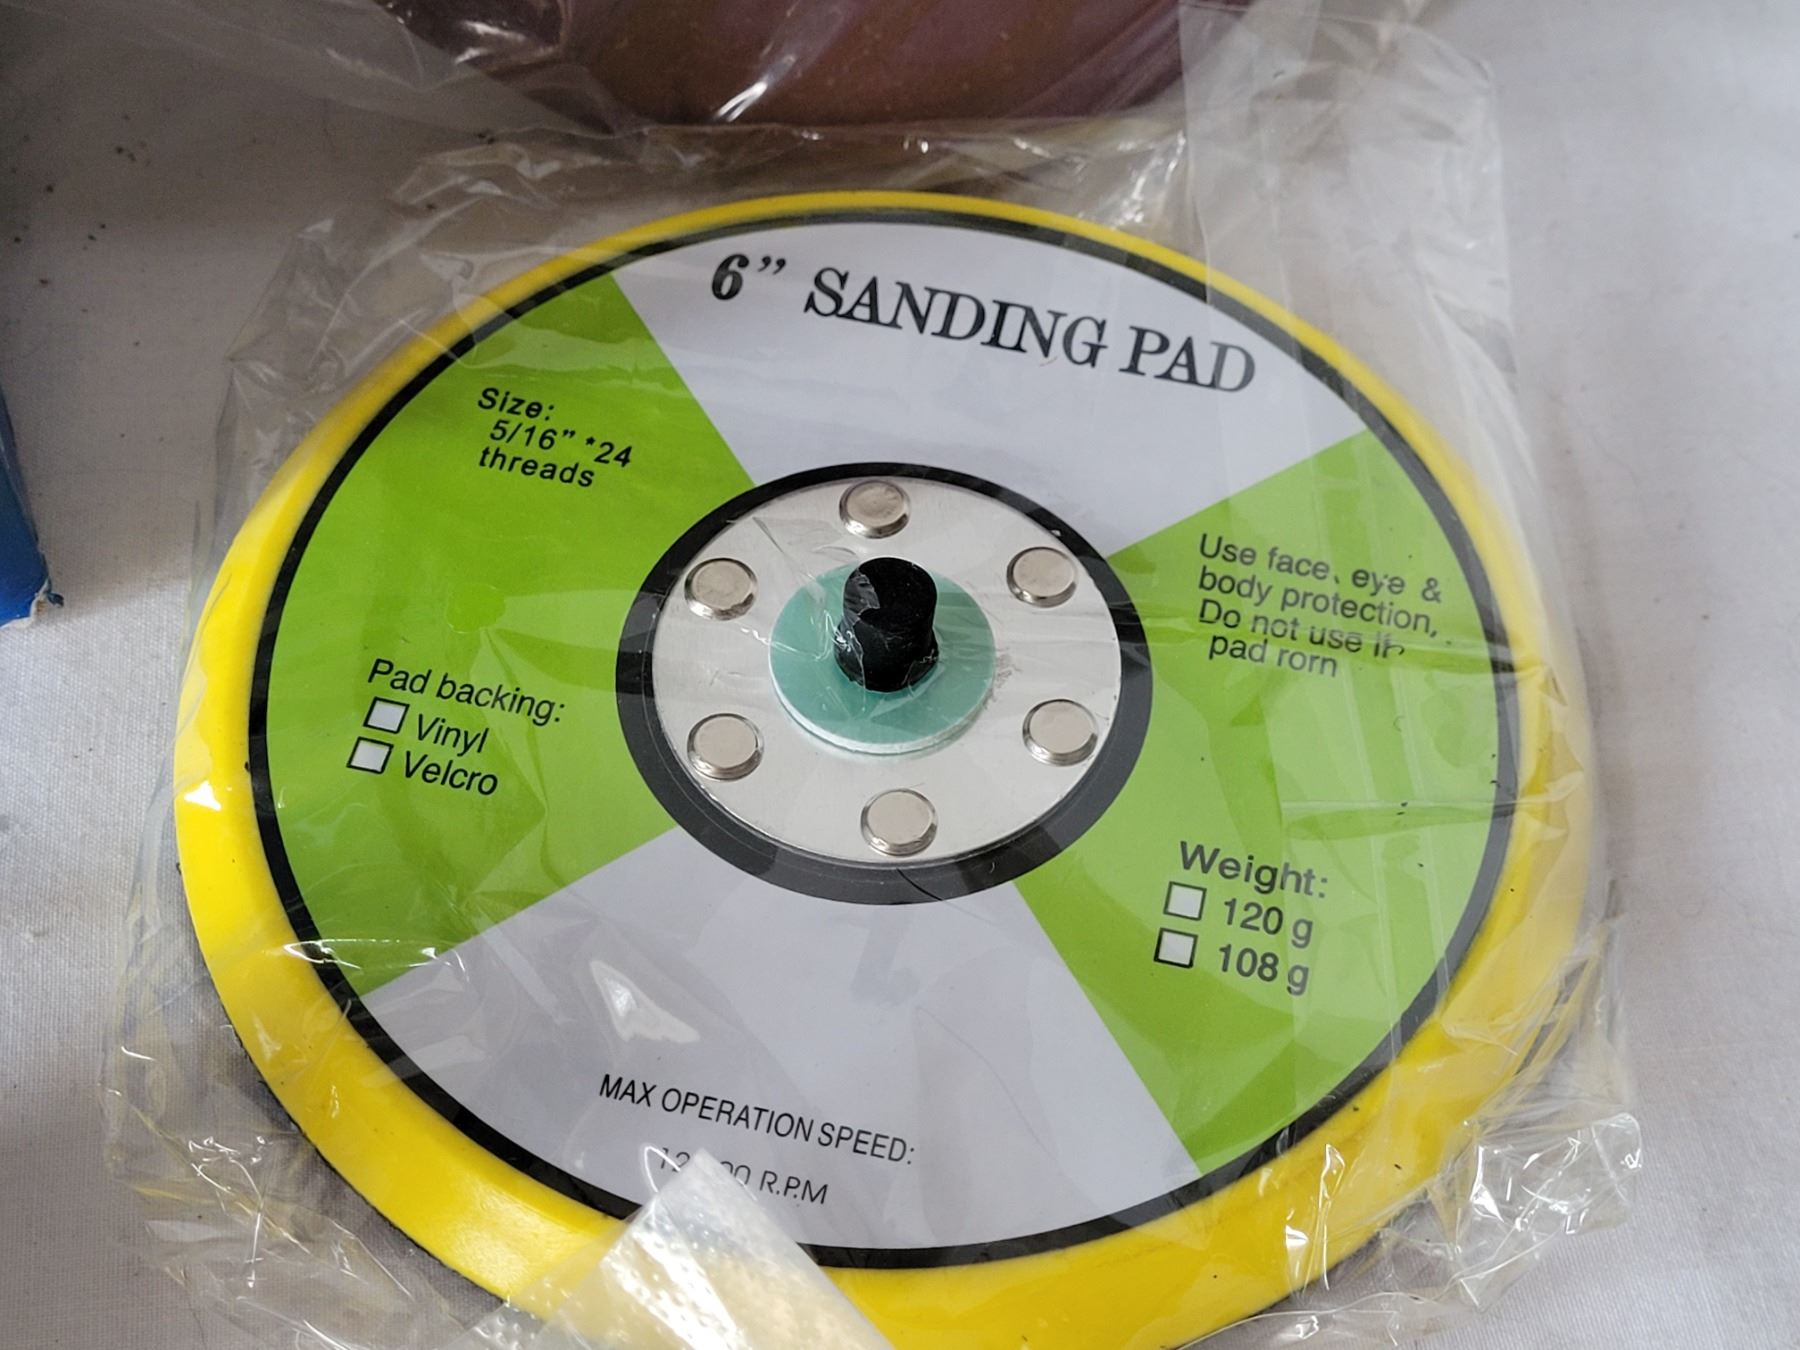 6” SANDING PAD
Size:
5/16” *24
threads
Use face, eye &
body protection,
Do not use if
pad rorn
Pad backing:
Vinyl
Velcro
Weight:
120 g
108 g
MAX OPERATION SPEED:
R.P.M